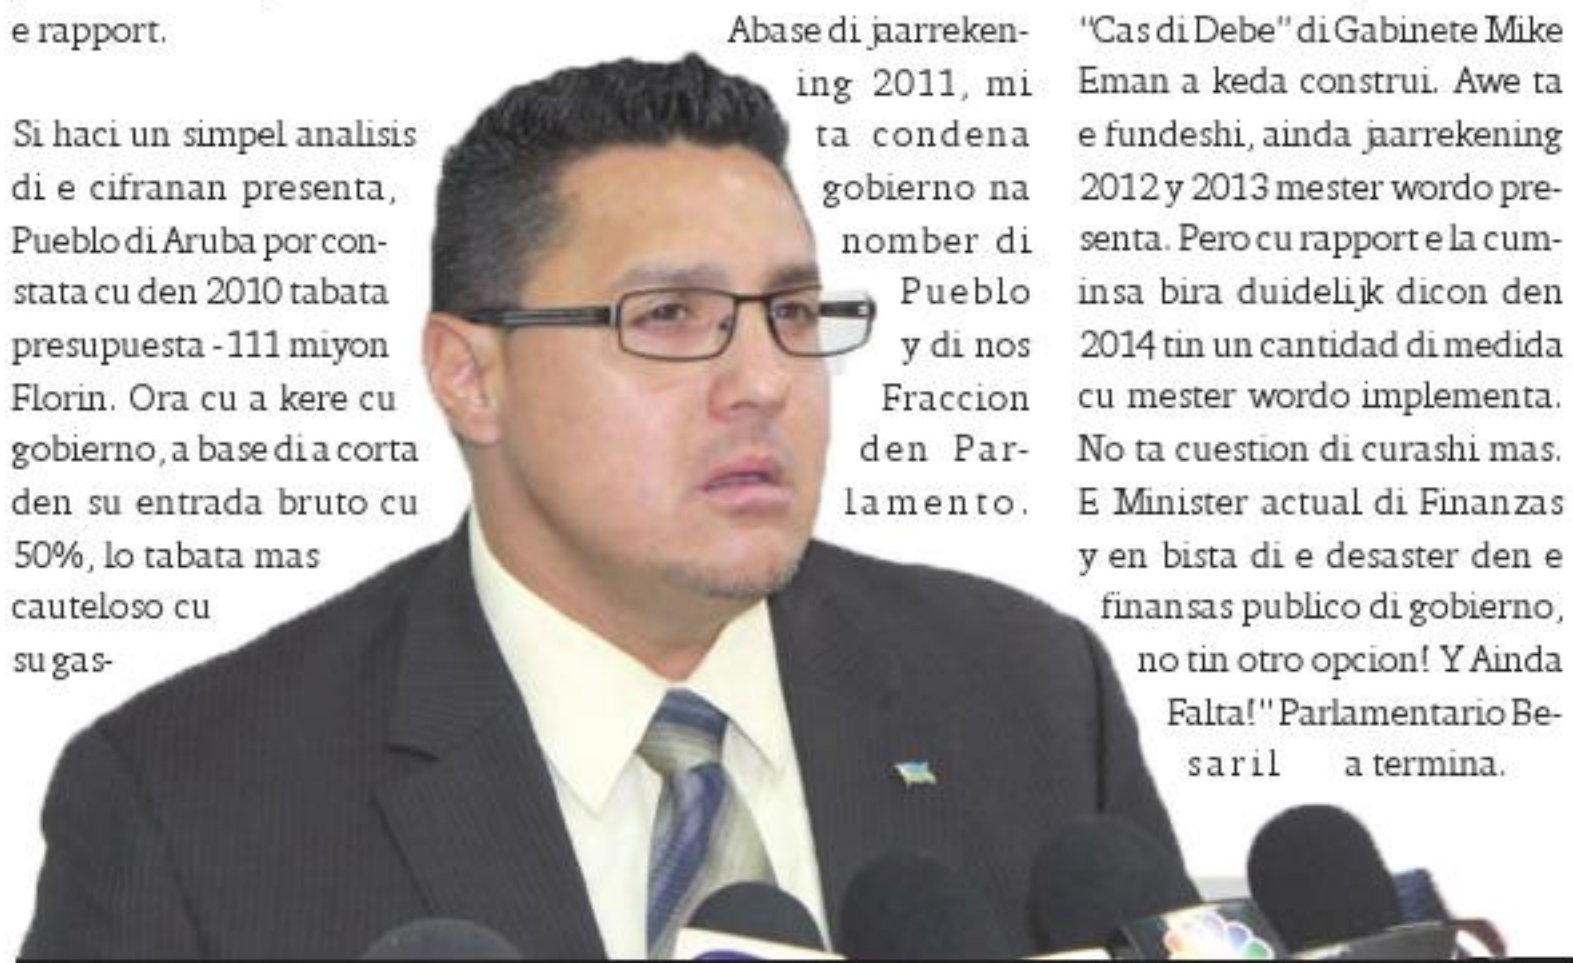 e rapport.
Si haci un simpel analisis
di e cifranan presenta,
Pueblo di Aruba por con-
stata cu den 2010 tabata
presupuesta -111 miyon
Florin. Ora cu a kere cu
gobierno, a base di a corta
den su entrada bruto cu
50%, lo tabata mas
cauteloso cu
su gas-
Abase di jaarreken-
ing 2011, mi
ta condena
gobierno na
nomber di
Pueblo
y di nos
Fraccion
den Par-
lamento.
"Cas di Debe" di Gabinete Mike
Eman a keda construi. Awe ta
e fundeshi, ainda jaarrekening
2012 y 2013 mester wordo pre-
senta. Pero cu rapport e la cum-
insa bira duidelijk dicon den
2014 tin un cantidad di medida
cu mester wordo implementa.
No ta cuestion di curashi mas.
E Minister actual di Finanzas
y en bista di e desaster den e
finansas publico di gobierno,
no tin otro opcion! Y Ainda
Falta!" Parlamentario Be-
saril a termina.